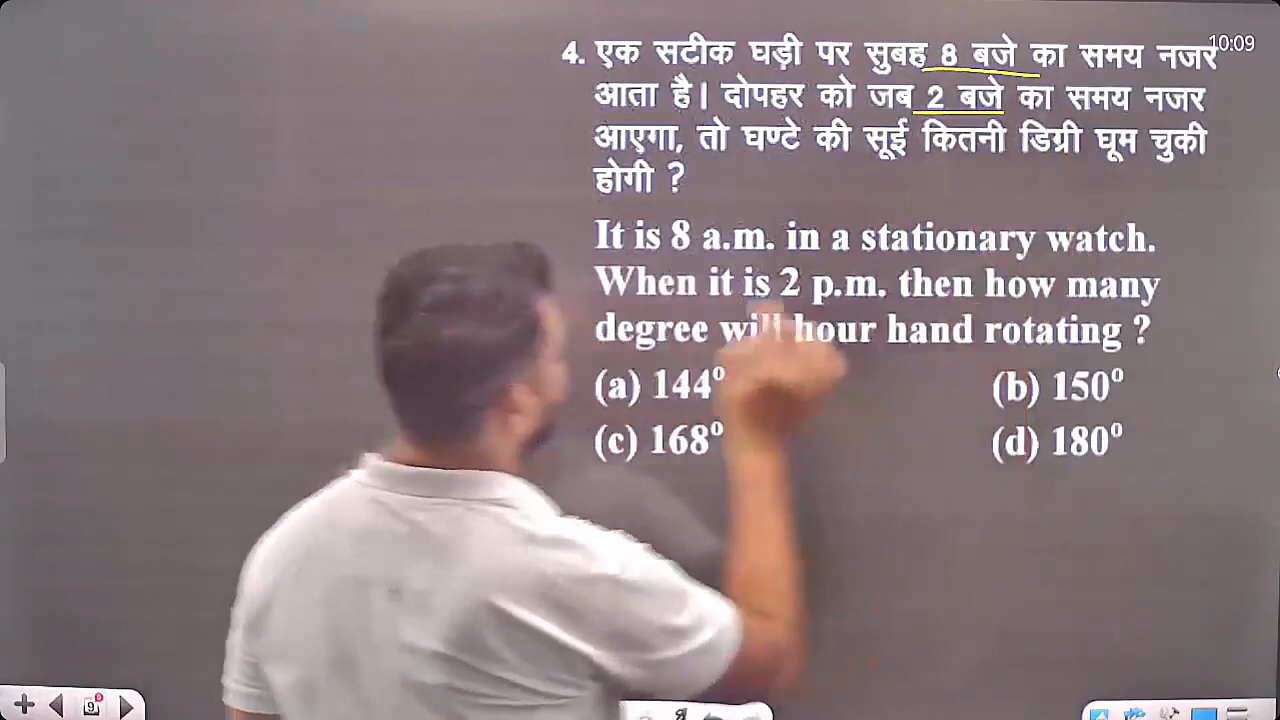 10:09
4. एक सटीक घड़ी पर सुबह 8 बजे का समय नजर
आता है। दोपहर को जब 2 बजे का समय नजर
आएगा, तो घण्टे की सूई कितनी डिग्री घूम चुकी
होगी ?
It is 8 a.m. in a stationary watch.
When it is 2 p.m. then how many
degree will hour hand rotating ?
(a) 144° (b) 150°
(c) 168° (d) 180°
9